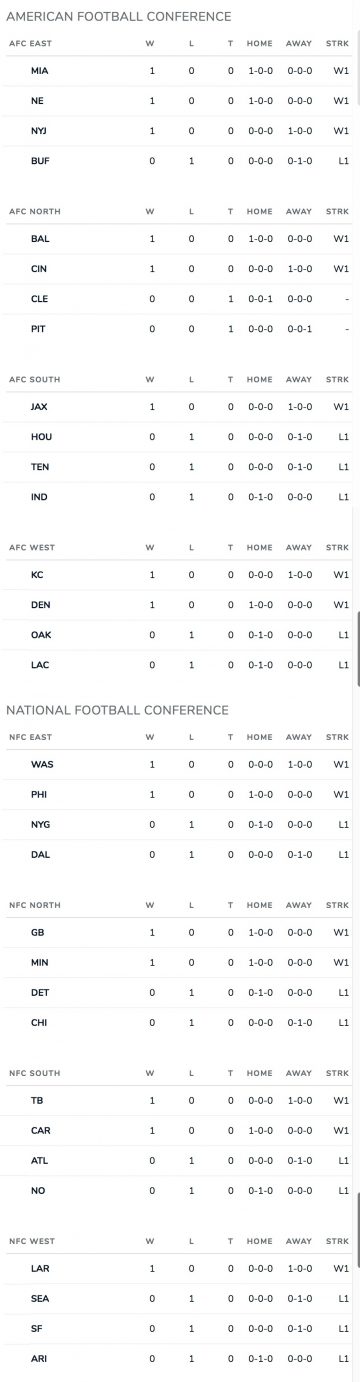 AMERICAN FOOTBALL CONFERENCE
AFC EAST W L T HOME AWAY STRK
MIA 1 0 0 1-0-0 0-0-0 W1
NE 1 0 0 1-0-0 0-0-0 W1
NYJ 1 0 0 0-0-0 1-0-0 W1
BUF 0 1 0 0-0-0 0-1-0 L1
AFC NORTH W L T HOME AWAY STRK
BAL 1 0 0 1-0-0 0-0-0 W1
CIN 1 0 0 0-0-0 1-0-0 W1
CLE 0 0 1 0-0-1 0-0-0 -
PIT 0 0 1 0-0-0 0-0-1 -
AFC SOUTH W L T HOME AWAY STRK
JAX 1 0 0 0-0-0 1-0-0 W1
HOU 0 1 0 0-0-0 0-1-0 L1
TEN 0 1 0 0-0-0 0-1-0 L1
IND 0 1 0 0-1-0 0-0-0 L1
AFC WEST W L T HOME AWAY STRK
KC 1 0 0 0-0-0 1-0-0 W1
DEN 1 0 0 1-0-0 0-0-0 W1
OAK 0 1 0 0-1-0 0-0-0 L1
LAC 0 1 0 0-1-0 0-0-0 L1
NATIONAL FOOTBALL CONFERENCE
NFC EAST W L T HOME AWAY STRK
WAS 1 0 0 0-0-0 1-0-0 W1
PHI 1 0 0 1-0-0 0-0-0 W1
NYG 0 1 0 0-1-0 0-0-0 L1
DAL 0 1 0 0-0-0 0-1-0 L1
NFC NORTH W L T HOME AWAY STRK
GB 1 0 0 1-0-0 0-0-0 W1
MIN 1 0 0 1-0-0 0-0-0 W1
DET 0 1 0 0-1-0 0-0-0 L1
CHI 0 1 0 0-0-0 0-1-0 L1
NFC SOUTH W L T HOME AWAY STRK
TB 1 0 0 0-0-0 1-0-0 W1
CAR 1 0 0 1-0-0 0-0-0 W1
ATL 0 1 0 0-0-0 0-1-0 L1
NO 0 1 0 0-1-0 0-0-0 L1
NFC WEST W L T HOME AWAY STRK
LAR 1 0 0 0-0-0 1-0-0 W1
SEA 0 1 0 0-0-0 0-1-0 L1
SF 0 1 0 0-0-0 0-1-0 L1
ARI 0 1 0 0-1-0 0-0-0 L1